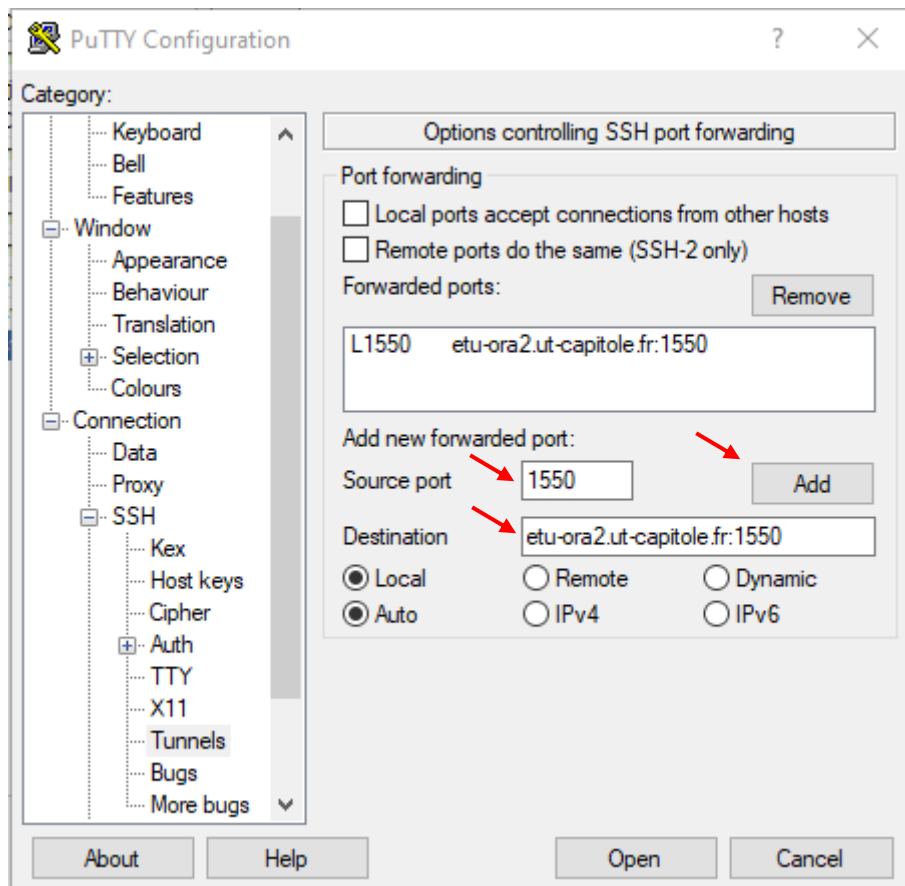 PuTTY Configuration
?
Category:
Keyboard
Bell
Features
Window
Appearance
Behaviour
Translation
Selection
Colours
Connection
Data
Proxy
SSH
Kex
Host keys
Cipher
Auth
TTY
X11
Tunnels
Bugs
More bugs
Options controlling SSH port forwarding
Port forwarding
Local ports accept connections from other hosts
Remote ports do the same (SSH-2 only)
Forwarded ports:
Remove
L1550 etu-ora2.ut-capitole.fr:1550
Add new forwarded port:
Source port 1550 Add
Destination etu-ora2.ut-capitole.fr:1550
Local Remote Dynamic
Auto IPv4 IPv6
About Help Open Cancel